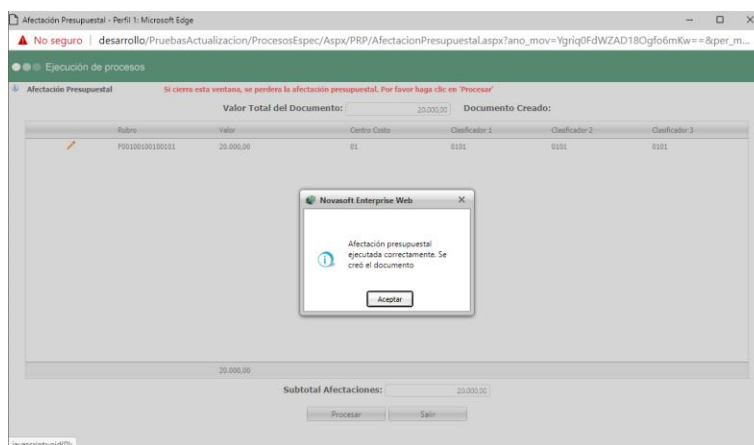 Afectación Presupuestal - Perfil 1: Microsoft Edge
No seguro | desarrollo/PruebasActualizacion/ProcesosEspec/Aspx/PRP/AfectacionPresupuestal.aspx?ano_mov=Ygriq0FdWZAD18Ogfo6mKw==&per_m...
Ejecución de procesos
Afectación Presupuestal Si cierra esta ventana, se perdera la afectación presupuestal. Por favor haga clic en 'Procesar'
Valor Total del Documento: 20.000,00 Documento Creado:
Rubro Valor Centro Costo Clasificador 1 Clasificador 2 Clasificador 3
F00100100100101 20.000,00 01 0101 0101 0101
Novasoft Enterprise Web
Afectación presupuestal
ejecutada correctamente. Se
creó el documento
Aceptar
20.000,00
Subtotal Afectaciones: 20.000,00
Procesar Salir
javascript:void(0)